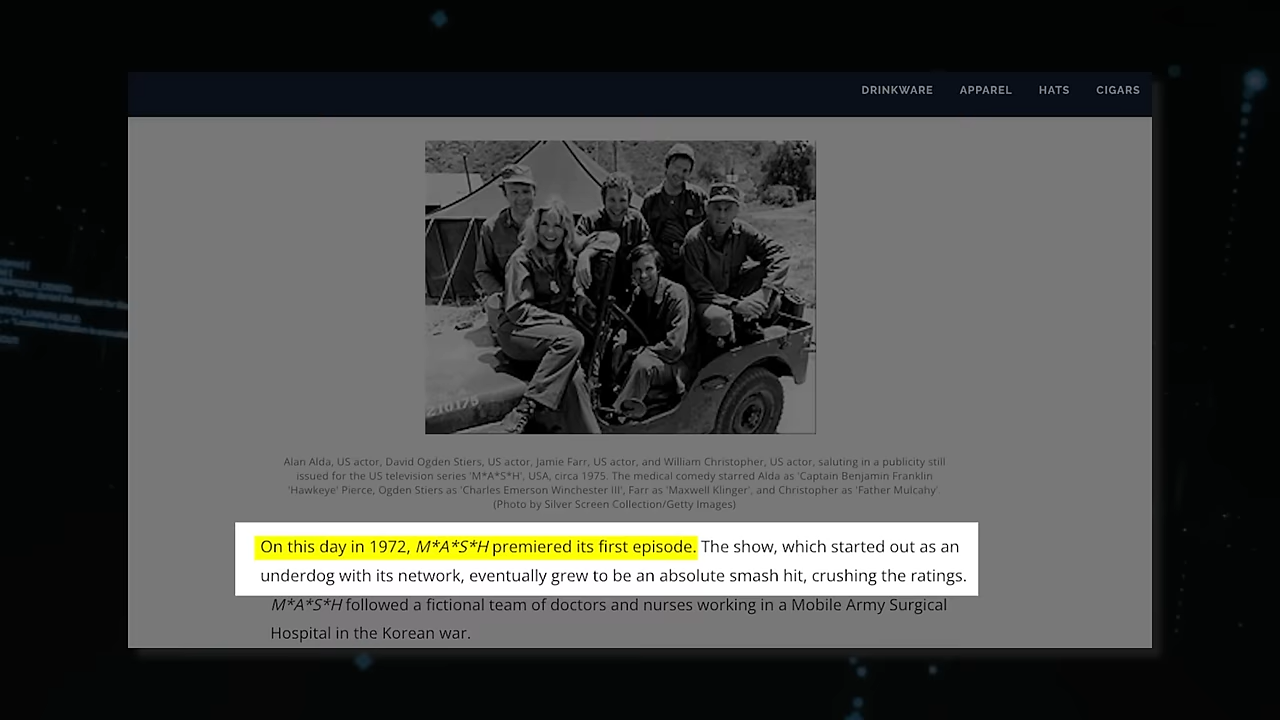 DRINKWARE APPAREL HATS CIGARS
210175
Alan Alda, US actor, David Ogden Stiers, US actor, Jamie Farr, US actor, and William Christopher, US actor, saluting in a publicity still
issued for the US television series 'M*A*S*H', USA, circa 1975. The medical comedy starred Alda as 'Captain Benjamin Franklin
'Hawkeye' Pierce, Ogden Stiers as 'Charles Emerson Winchester III', Farr as 'Maxwell Klinger', and Christopher as 'Father Mulcahy'.
(Photo by Silver Screen Collection/Getty Images)
On this day in 1972, M*A*S*H premiered its first episode. The show, which started out as an
underdog with its network, eventually grew to be an absolute smash hit, crushing the ratings.
M*A*S*H followed a fictional team of doctors and nurses working in a Mobile Army Surgical
Hospital in the Korean war.